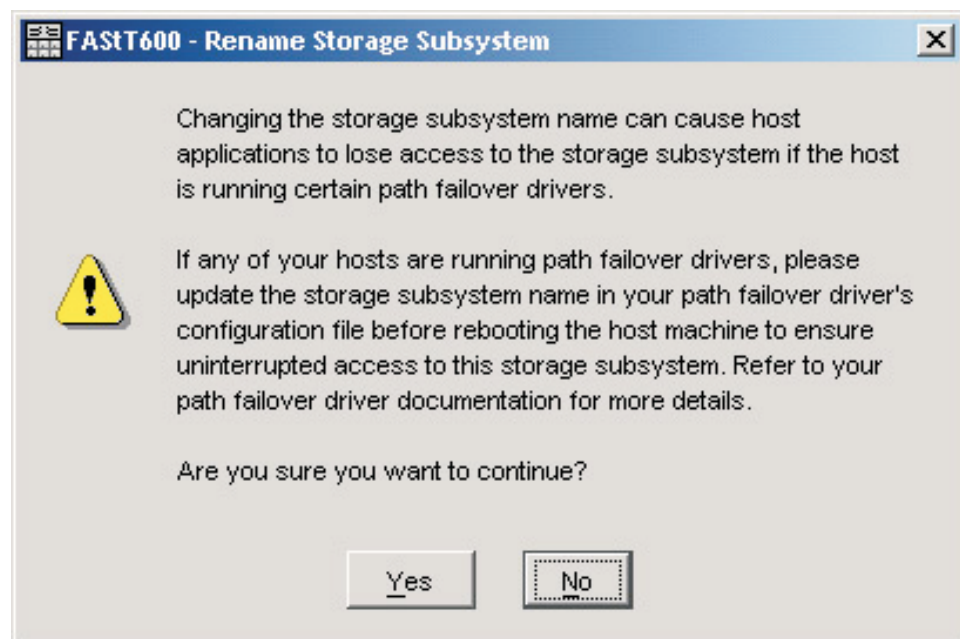 FAStT600 - Rename Storage Subsystem
Changing the storage subsystem name can cause host
applications to lose access to the storage subsystem if the host
is running certain path failover drivers.
If any of your hosts are running path failover drivers, please
update the storage subsystem name in your path failover driver's
configuration file before rebooting the host machine to ensure
uninterrupted access to this storage subsystem. Refer to your
path failover driver documentation for more details.
Are you sure you want to continue?
Yes No